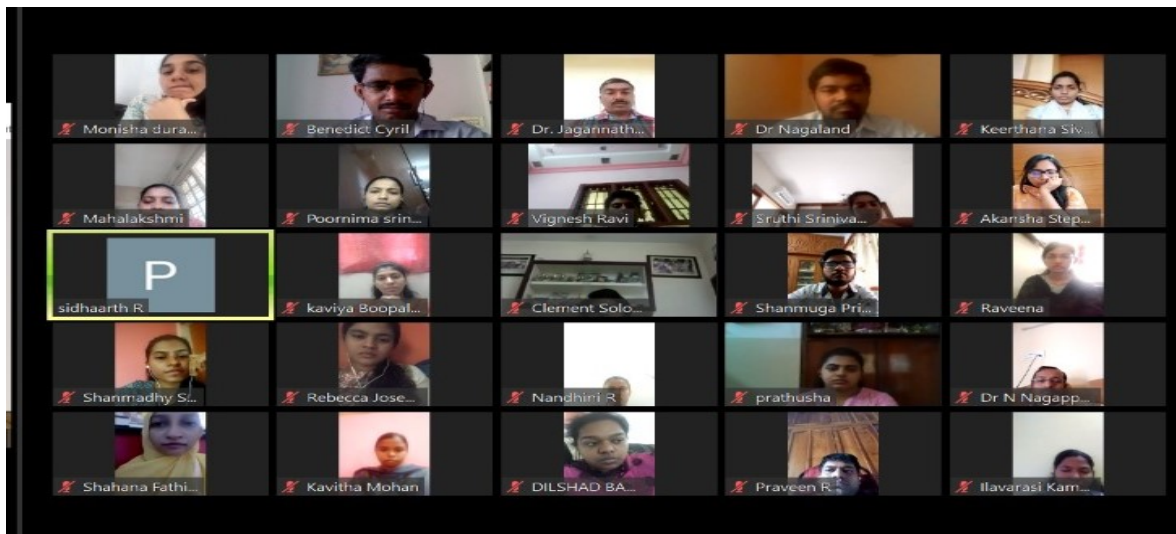 Monisha dura...
Benedict Cyril
Dr. Jagannath...
Dr Nagaland
Keerthana Siv...
Mahalakshmi
Poornima srin...
Vignesh Ravi
Sruthi Sriniva...
Akansha Step...
P
sidhaarth R
kaviya Boopal...
Clement Solo...
Shanmuga Pri...
Raveena
Shanmadhy S...
Rebecca Jose...
Nandhini R
prathusha
Dr N Nagapp...
Shahana Fathi...
Kavitha Mohan
DILSHAD BA...
Praveen R
Ilavarasi Kam...